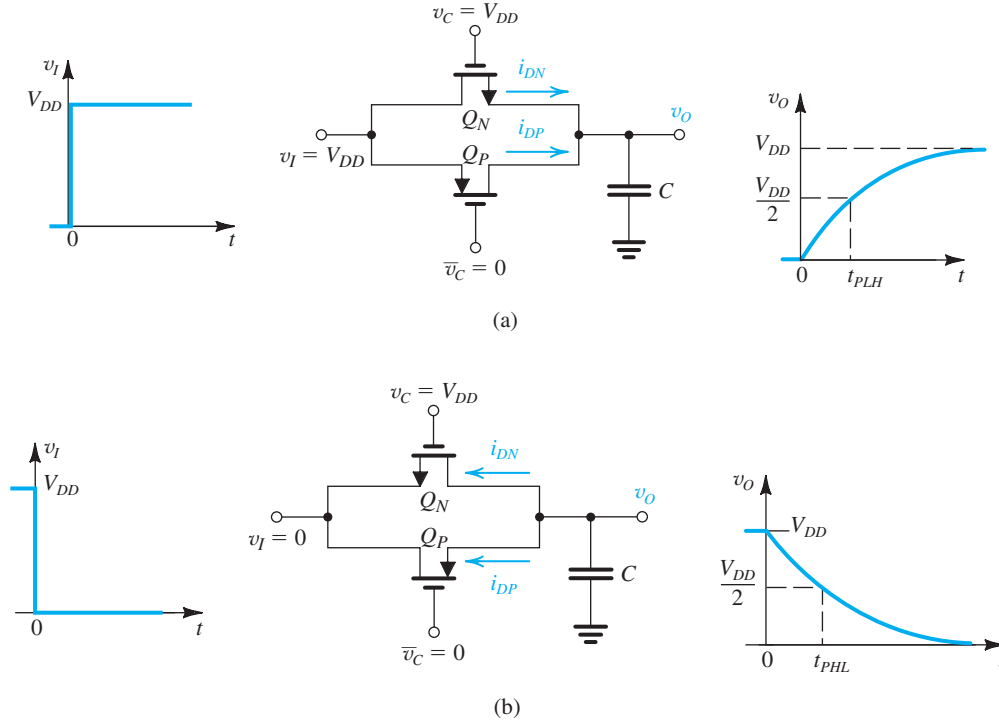 v_C = V_DD
v_I
V_DD
0
t
i_DN
Q_N
v_I = V_DD
Q_P
i_DP
v_O
C
v̅_C = 0
v_O
V_DD
V_DD/2
0
t_PLH
t
(a)
v_C = V_DD
v_I
V_DD
0
t
i_DN
Q_N
v_I = 0
Q_P
i_DP
v_O
C
v̅_C = 0
v_O
V_DD
V_DD/2
0
t_PHL
(b)